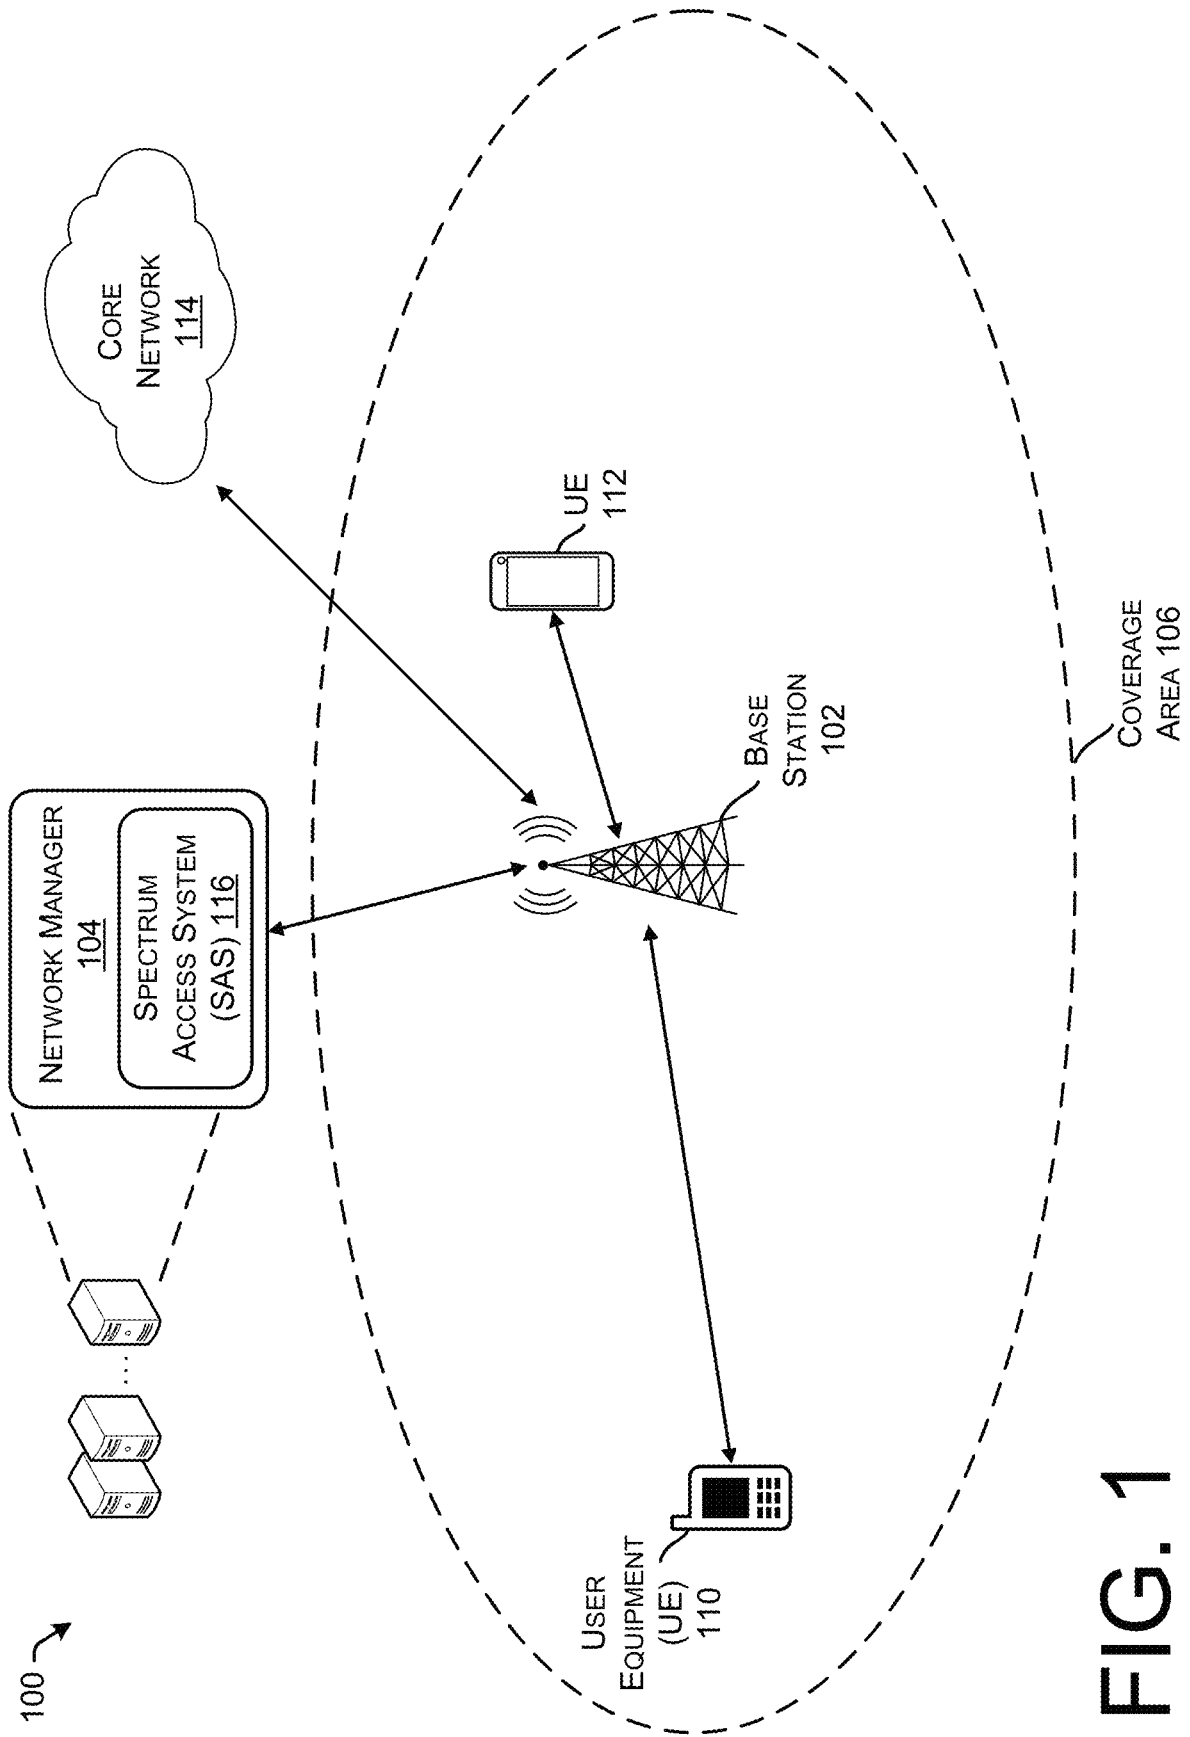 100
NETWORK MANAGER
104
SPECTRUM
ACCESS SYSTEM
(SAS) 116
CORE
NETWORK
114
UE
112
BASE
STATION
102
USER
EQUIPMENT
(UE)
110
COVERAGE
AREA 106
FIG. 1